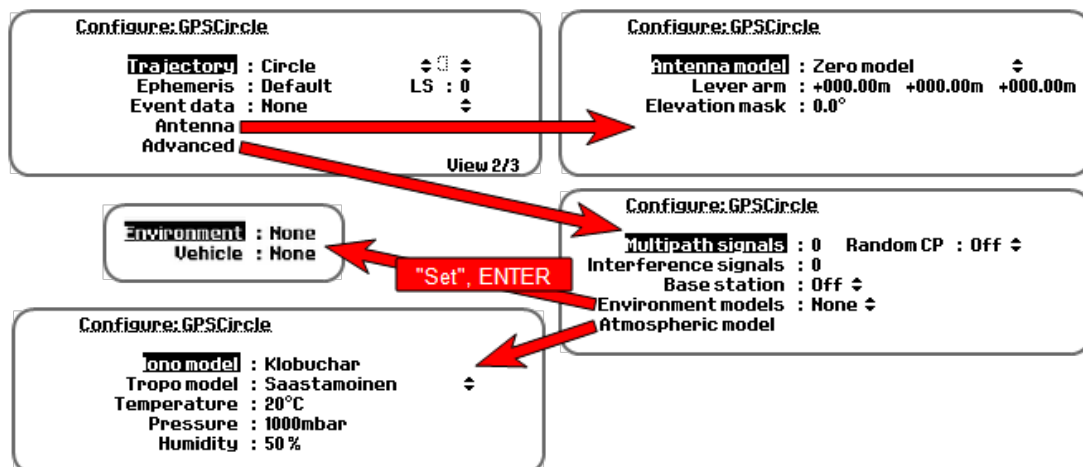 Configure: GPSCircle
Trajectory : Circle
Ephemeris : Default LS : 0
Event data : None
Antenna
Advanced
View 2/3
Configure: GPSCircle
Antenna model : Zero model
Lever arm : +000.00m +000.00m +000.00m
Elevation mask : 0.0°
Configure: GPSCircle
Multipath signals : 0 Random CP : Off
Interference signals : 0
Base station : Off
Environment models : None
Atmospheric model
Environment : None
Vehicle : None
"Set", ENTER
Configure: GPSCircle
Iono model : Klobuchar
Tropo model : Saastamoinen
Temperature : 20°C
Pressure : 1000mbar
Humidity : 50 %